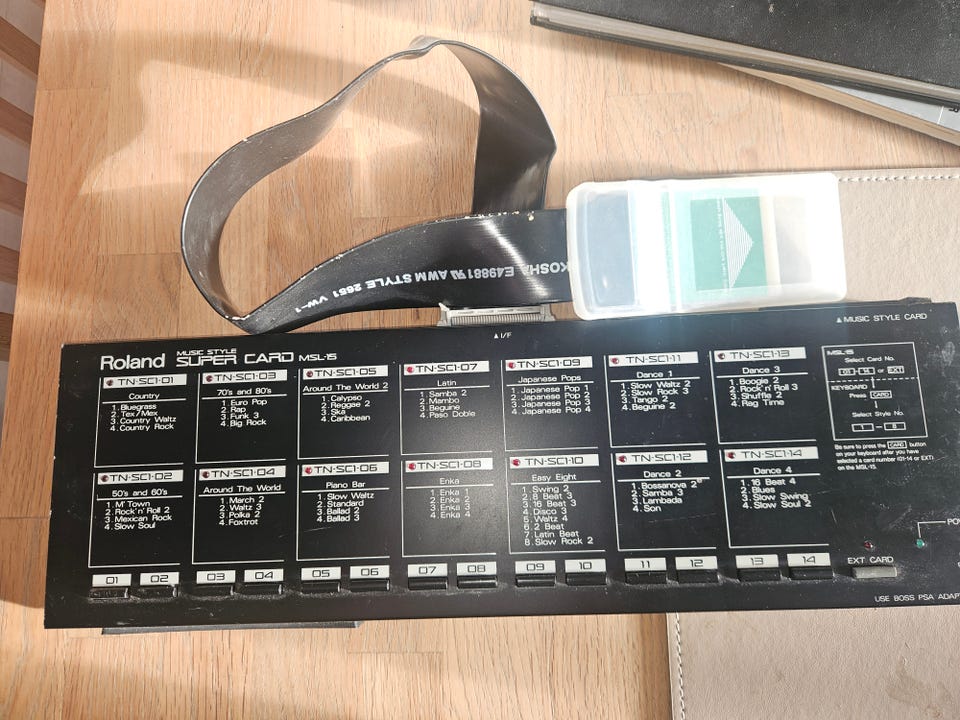 KOSHA E49881 AWM STYLE 2651 VW-1
▲I/F
▲MUSIC STYLE CARD
Roland MUSIC STYLE SUPER CARD MSL-15
TN-SC1-01
Country
1. Bluegrass
2. Tex/Mex
3. Country Waltz
4. Country Rock
TN-SC1-03
70's and 80's
1. Euro Pop
2. Rap
3. Funk 3
4. Big Rock
TN-SC1-05
Around The World 2
1. Calypso
2. Reggae 2
3. Ska
4. Caribbean
TN-SC1-07
Latin
1. Samba 2
2. Mambo
3. Beguine
4. Paso Doble
TN-SC1-09
Japanese Pops
1. Japanese Pop 1
2. Japanese Pop 2
3. Japanese Pop 3
4. Japanese Pop 4
TN-SC1-11
Dance 1
1. Slow Waltz 2
2. Slow Rock 3
3. Tango 2
4. Beguine 2
TN-SC1-13
Dance 3
1. Boogie 2
2. Rock'n'Roll 3
3. Shuffle 2
4. Rag Time
MSL-15
Select Card No.
01-14 or EXT
KEYBOARD
Press CARD
Select Style No.
1 - 8
Be sure to press the CARD button
on your keyboard after you have
selected a card number (01-14 or EXT)
on the MSL-15.
TN-SC1-02
50's and 60's
1. M' Town
2. Rock'n'Roll 2
3. Mexican Rock
4. Slow Soul
TN-SC1-04
Around The World
1. March 2
2. Waltz 3
3. Polka 2
4. Foxtrot
TN-SC1-06
Piano Bar
1. Slow Waltz
2. Standard
3. Ballad 2
4. Ballad 3
TN-SC1-08
Enka
1. Enka 1
2. Enka 2
3. Enka 3
4. Enka 4
TN-SC1-10
Easy Eight
1. Swing 2
2. 8 Beat 3
3. 16 Beat 3
4. Disco 3
5. Waltz 4
6. 2 Beat
7. Latin Beat
8. Slow Rock 2
TN-SC1-12
Dance 2
1. Bossanova 2
2. Samba 3
3. Lambada
4. Son
TN-SC1-14
Dance 4
1. 16 Beat 4
2. Blues
3. Slow Swing
4. Slow Soul 2
01 02 03 04 05 06 07 08 09 10 11 12 13 14
EXT CARD
USE BOSS PSA ADAPT